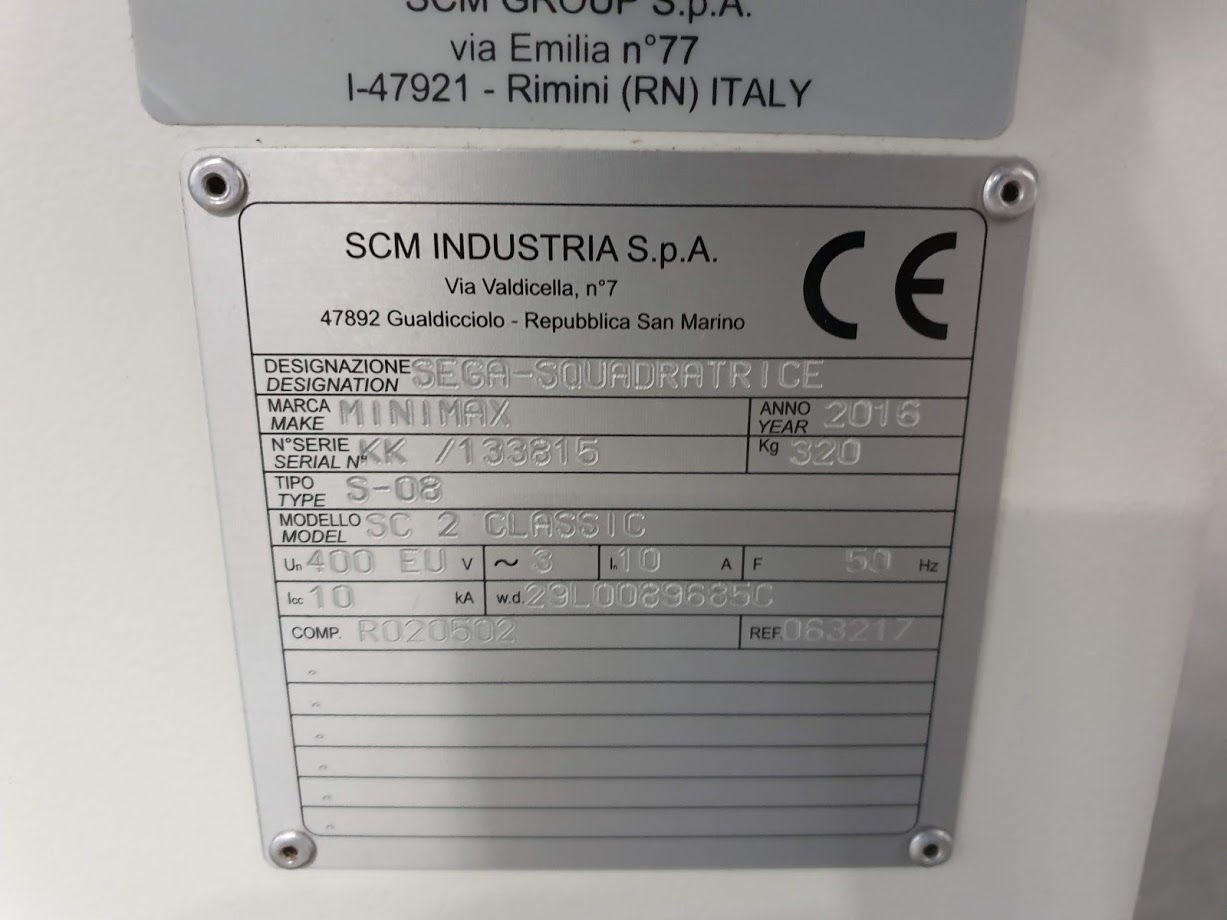 SCM GROUP S.p.A.
via Emilia n°77
I-47921 - Rimini (RN) ITALY
SCM INDUSTRIA S.p.A.
Via Valdicella, n°7
47892 Gualdicciolo - Repubblica San Marino
CE
DESIGNAZIONE SEGA-SQUADRATRICE
DESIGNATION
MARCA MINIMAX ANNO 2016
MAKE YEAR
N°SERIE KK /133815 Kg 320
SERIAL N°
TIPO S-08
TYPE
MODELLO SC 2 CLASSIC
MODEL
Un 400 EU V ~ 3 In 10 A F 50 Hz
Icc 10 kA w.d. 29L0089685C
COMP. R020502 REF. 063217